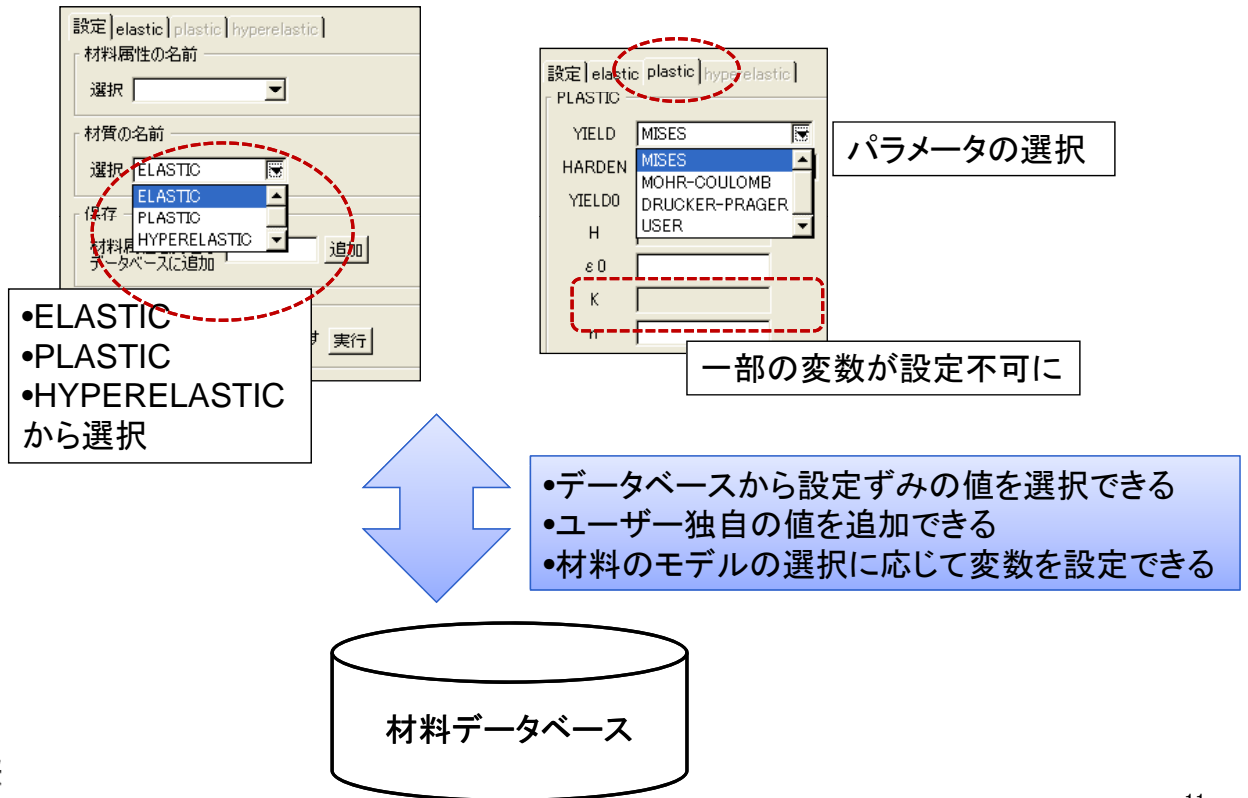 設定 elastic plastic hyperelastic
材料属性の名前
選択
材質の名前
選択 ELASTIC
ELASTIC
PLASTIC
HYPERELASTIC
保存
データベースに追加
追加
実行
•ELASTIC
•PLASTIC
•HYPERELASTIC
から選択
設定 elastic plastic hyperelastic
PLASTIC
YIELD MISES
HARDEN
MISES
MOHR-COULOMB
DRUCKER-PRAGER
USER
YIELD0
H
ε0
K
パラメータの選択
一部の変数が設定不可に
•データベースから設定ずみの値を選択できる
•ユーザー独自の値を追加できる
•材料のモデルの選択に応じて変数を設定できる
材料データベース